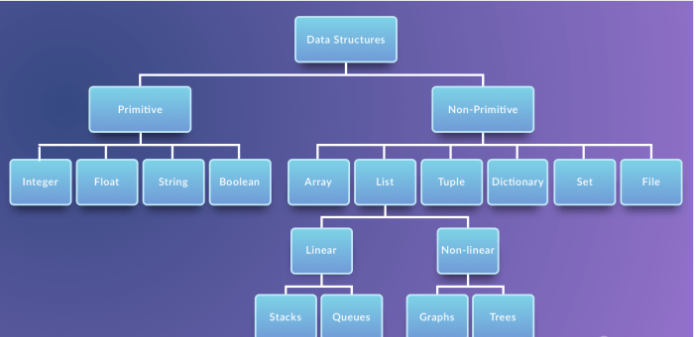 Data Structures
Primitive
Non-Primitive
Integer
Float
String
Boolean
Array
List
Tuple
Dictionary
Set
File
Linear
Non-linear
Stacks
Queues
Graphs
Trees